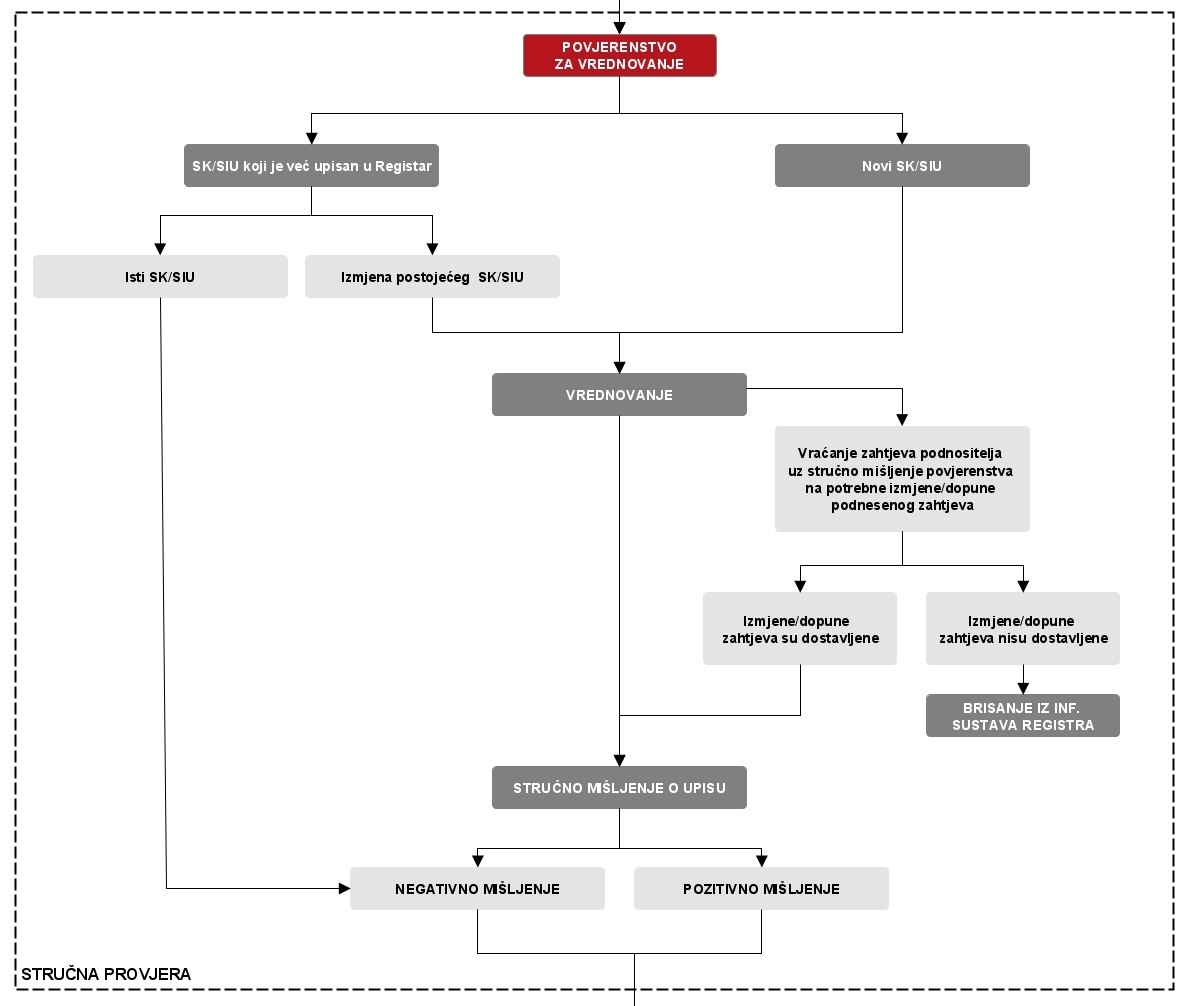 POVJERENSTVO
ZA VREDNOVANJE
SK/SIU koji je već upisan u Registar
Novi SK/SIU
Isti SK/SIU
Izmjena postojećeg  SK/SIU
VREDNOVANJE
Vraćanje zahtjeva podnositelja
uz stručno mišljenje povjerenstva
na potrebne izmjene/dopune
podnesenog zahtjeva
Izmjene/dopune
zahtjeva su dostavljene
Izmjene/dopune
zahtjeva nisu dostavljene
BRISANJE IZ INF.
SUSTAVA REGISTRA
STRUČNO MIŠLJENJE O UPISU
NEGATIVNO MIŠLJENJE
POZITIVNO MIŠLJENJE
STRUČNA PROVJERA